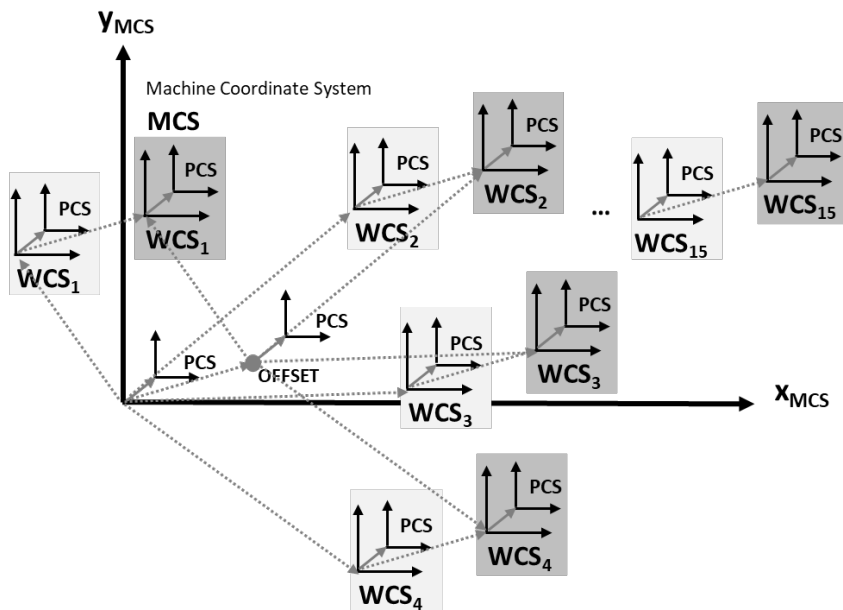 yMCS
Machine Coordinate System
MCS
PCS
PCS
PCS
PCS
PCS
PCS
WCS1
WCS1
WCS2
WCS2
...
WCS15
WCS15
PCS
PCS
OFFSET
PCS
PCS
WCS3
WCS3
xMCS
PCS
PCS
WCS4
WCS4